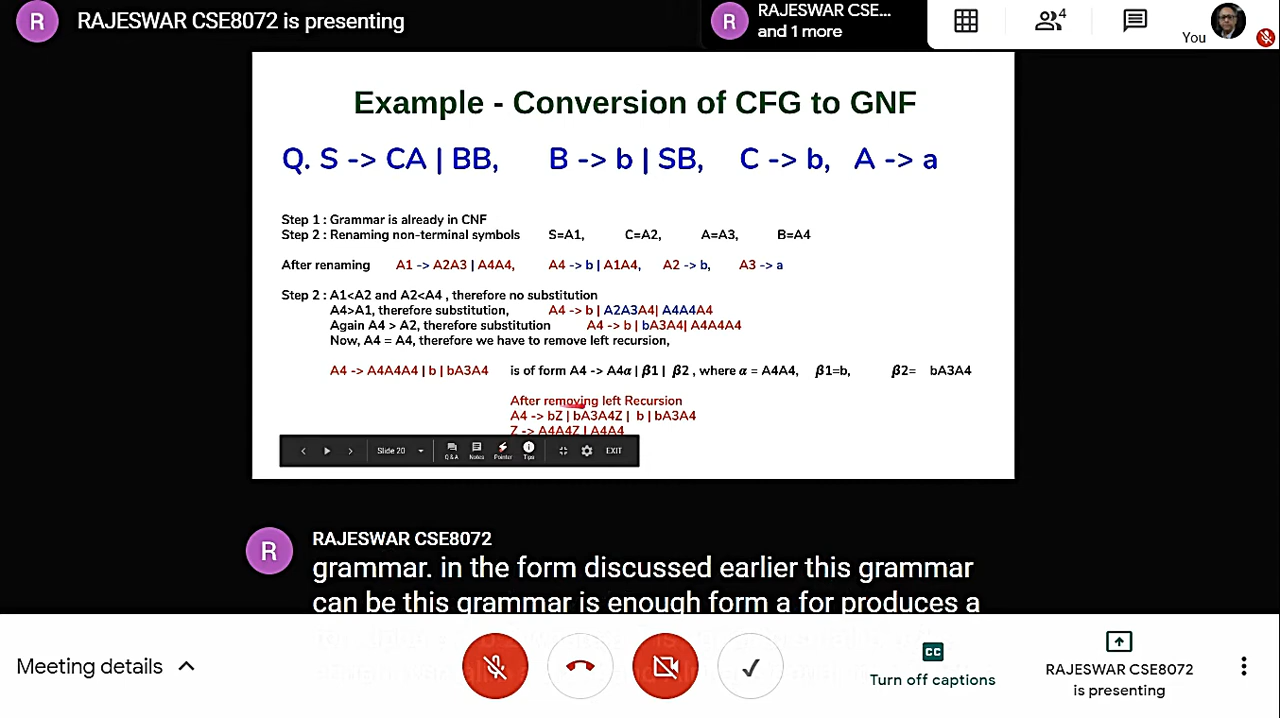 R
RAJESWAR CSE8072 is presenting
R
RAJESWAR CSE...
and 1 more
4
You
Example - Conversion of CFG to GNF
Q. S -> CA | BB, B -> b | SB, C -> b, A -> a
Step 1 : Grammar is already in CNF
Step 2 : Renaming non-terminal symbols S=A1, C=A2, A=A3, B=A4
After renaming A1 -> A2A3 | A4A4, A4 -> b | A1A4, A2 -> b, A3 -> a
Step 2 : A1<A2 and A2<A4 , therefore no substitution
A4>A1, therefore substitution, A4 -> b | A2A3A4| A4A4A4
Again A4 > A2, therefore substitution A4 -> b | bA3A4| A4A4A4
Now, A4 = A4, therefore we have to remove left recursion,
A4 -> A4A4A4 | b | bA3A4 is of form A4 -> A4α | β1 | β2 , where α = A4A4, β1=b, β2= bA3A4
After removing left Recursion
A4 -> bZ | bA3A4Z | b | bA3A4
Z -> A4A4Z | A4A4
Slide 20 Q & A Notes Pointer Tips EXIT
R
RAJESWAR CSE8072
grammar. in the form discussed earlier this grammar
can be this grammar is enough form a for produces a
Meeting details
CC
Turn off captions
RAJESWAR CSE8072
is presenting